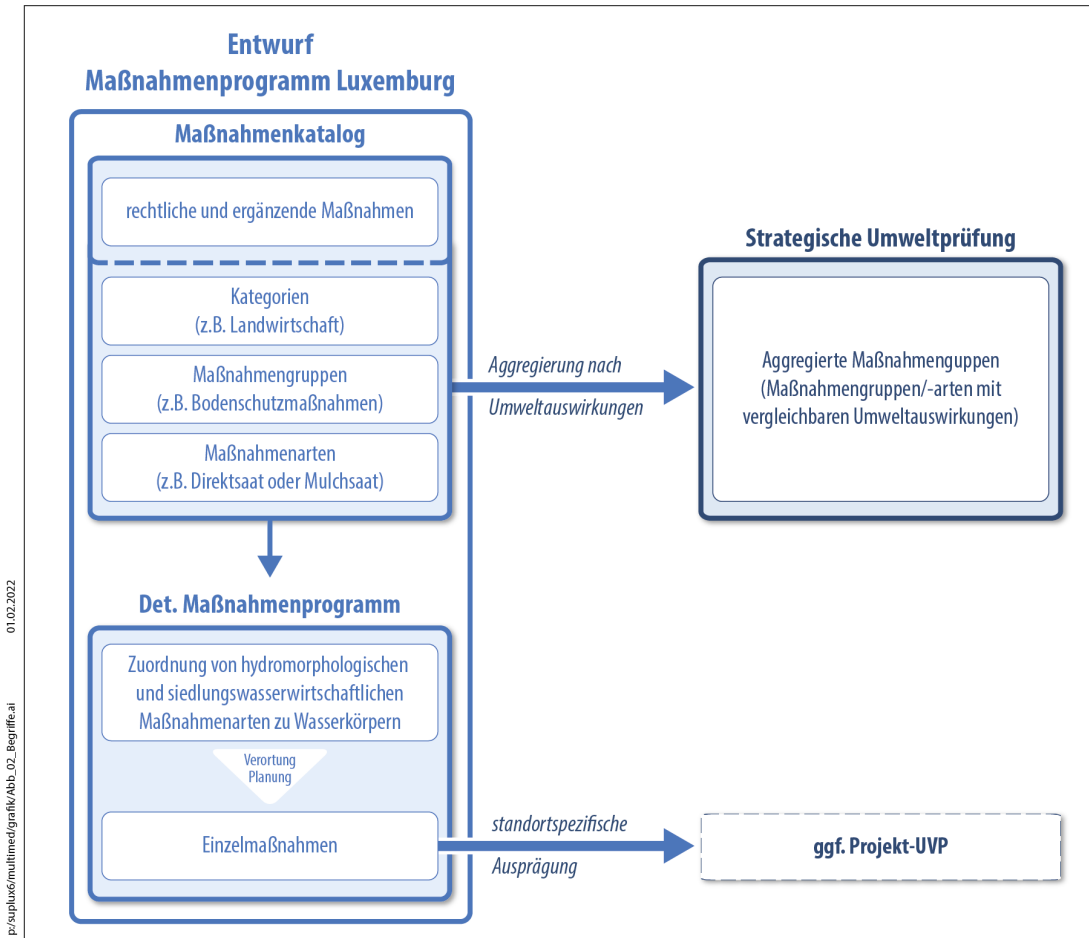 Entwurf
Maßnahmenprogramm Luxemburg
Maßnahmenkatalog
rechtliche und ergänzende Maßnahmen
Kategorien
(z.B. Landwirtschaft)
Maßnahmengruppen
(z.B. Bodenschutzmaßnahmen)
Maßnahmenarten
(z.B. Direktsaat oder Mulchsaat)
Aggregierung nach
Umweltauswirkungen
Strategische Umweltprüfung
Aggregierte Maßnahmenguppen
(Maßnahmengruppen/-arten mit
vergleichbaren Umweltauswirkungen)
Det. Maßnahmenprogramm
Zuordnung von hydromorphologischen
und siedlungswasserwirtschaftlichen
Maßnahmenarten zu Wasserkörpern
Verortung
Planung
Einzelmaßnahmen
standortspezifische
Ausprägung
ggf. Projekt-UVP
p:/suplux6/multimed/grafik/Abb_02_Begriffe.ai 01.02.2022